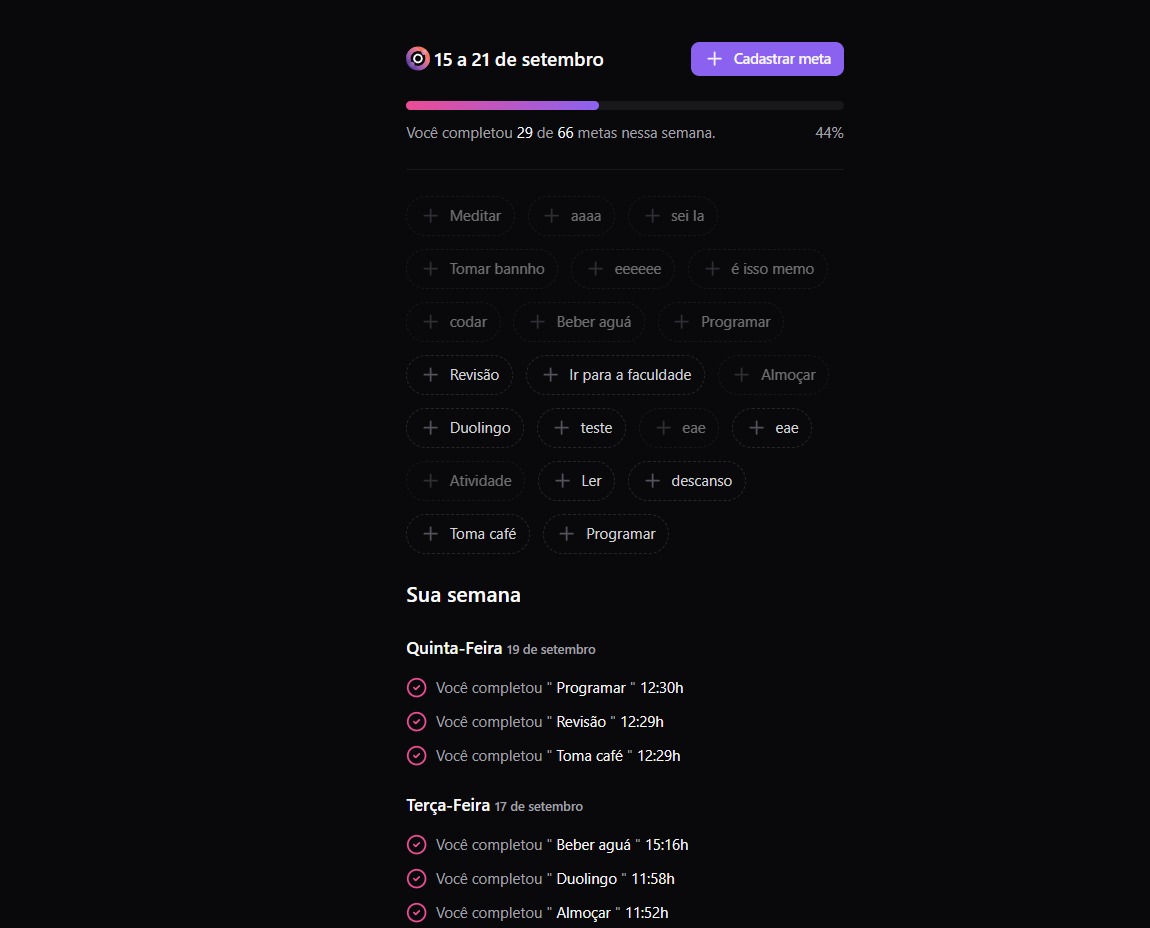 15 a 21 de setembro
Cadastrar meta
Você completou 29 de 66 metas nessa semana. 44%
Meditar aaaa sei la
Tomar bannho eeeeee é isso memo
codar Beber aguá Programar
Revisão Ir para a faculdade Almoçar
Duolingo teste eae eae
Atividade Ler descanso
Toma café Programar
Sua semana
Quinta-Feira 19 de setembro
Você completou " Programar " 12:30h
Você completou " Revisão " 12:29h
Você completou " Toma café " 12:29h
Terça-Feira 17 de setembro
Você completou " Beber aguá " 15:16h
Você completou " Duolingo " 11:58h
Você completou " Almoçar " 11:52h